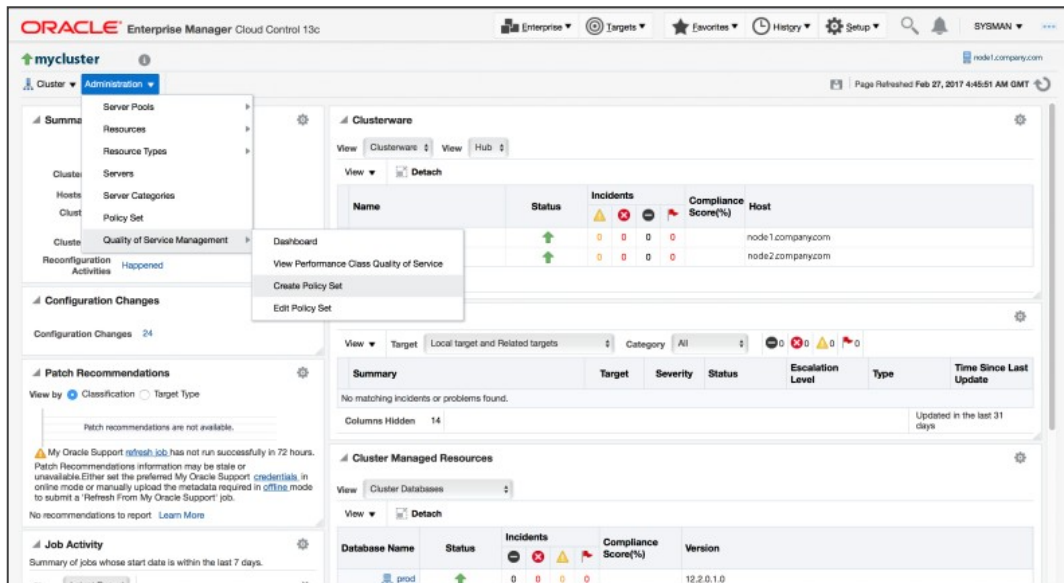 ORACLE Enterprise Manager Cloud Control 13c
Enterprise
Targets
Favorites
History
Setup
SYSMAN
mycluster
node1.company.com
Cluster
Administration
Page Refreshed Feb 27, 2017 4:45:51 AM GMT
Server Pools
Resources
Resource Types
Servers
Server Categories
Policy Set
Quality of Service Management
Dashboard
View Performance Class Quality of Service
Create Policy Set
Edit Policy Set
Summa
Cluste
Hosts
Clust
Cluste
Reconfiguration
Activities Happened
Configuration Changes
Configuration Changes 24
Patch Recommendations
View by Classification Target Type
Patch recommendations are not available.
My Oracle Support refresh job has not run successfully in 72 hours.
Patch Recommendations information may be stale or
unavailable.Either set the preferred My Oracle Support credentials in
online mode or manually upload the metadata required in offline mode
to submit a 'Refresh From My Oracle Support' job.
No recommendations to report Learn More
Job Activity
Summary of jobs whose start date is within the last 7 days.
Clusterware
View Clusterware View Hub
View Detach
Name Status Incidents Compliance Score(%) Host
0 0 0 0 node1.company.com
0 0 0 0 node2.company.com
View Target Local target and Related targets Category All 0 0 0 0
Summary Target Severity Status Escalation Level Type Time Since Last Update
No matching incidents or problems found.
Columns Hidden 14
Updated in the last 31
days
Cluster Managed Resources
View Cluster Databases
View Detach
Database Name Status Incidents Compliance Score(%) Version
prod 0 0 0 0 12.2.0.1.0